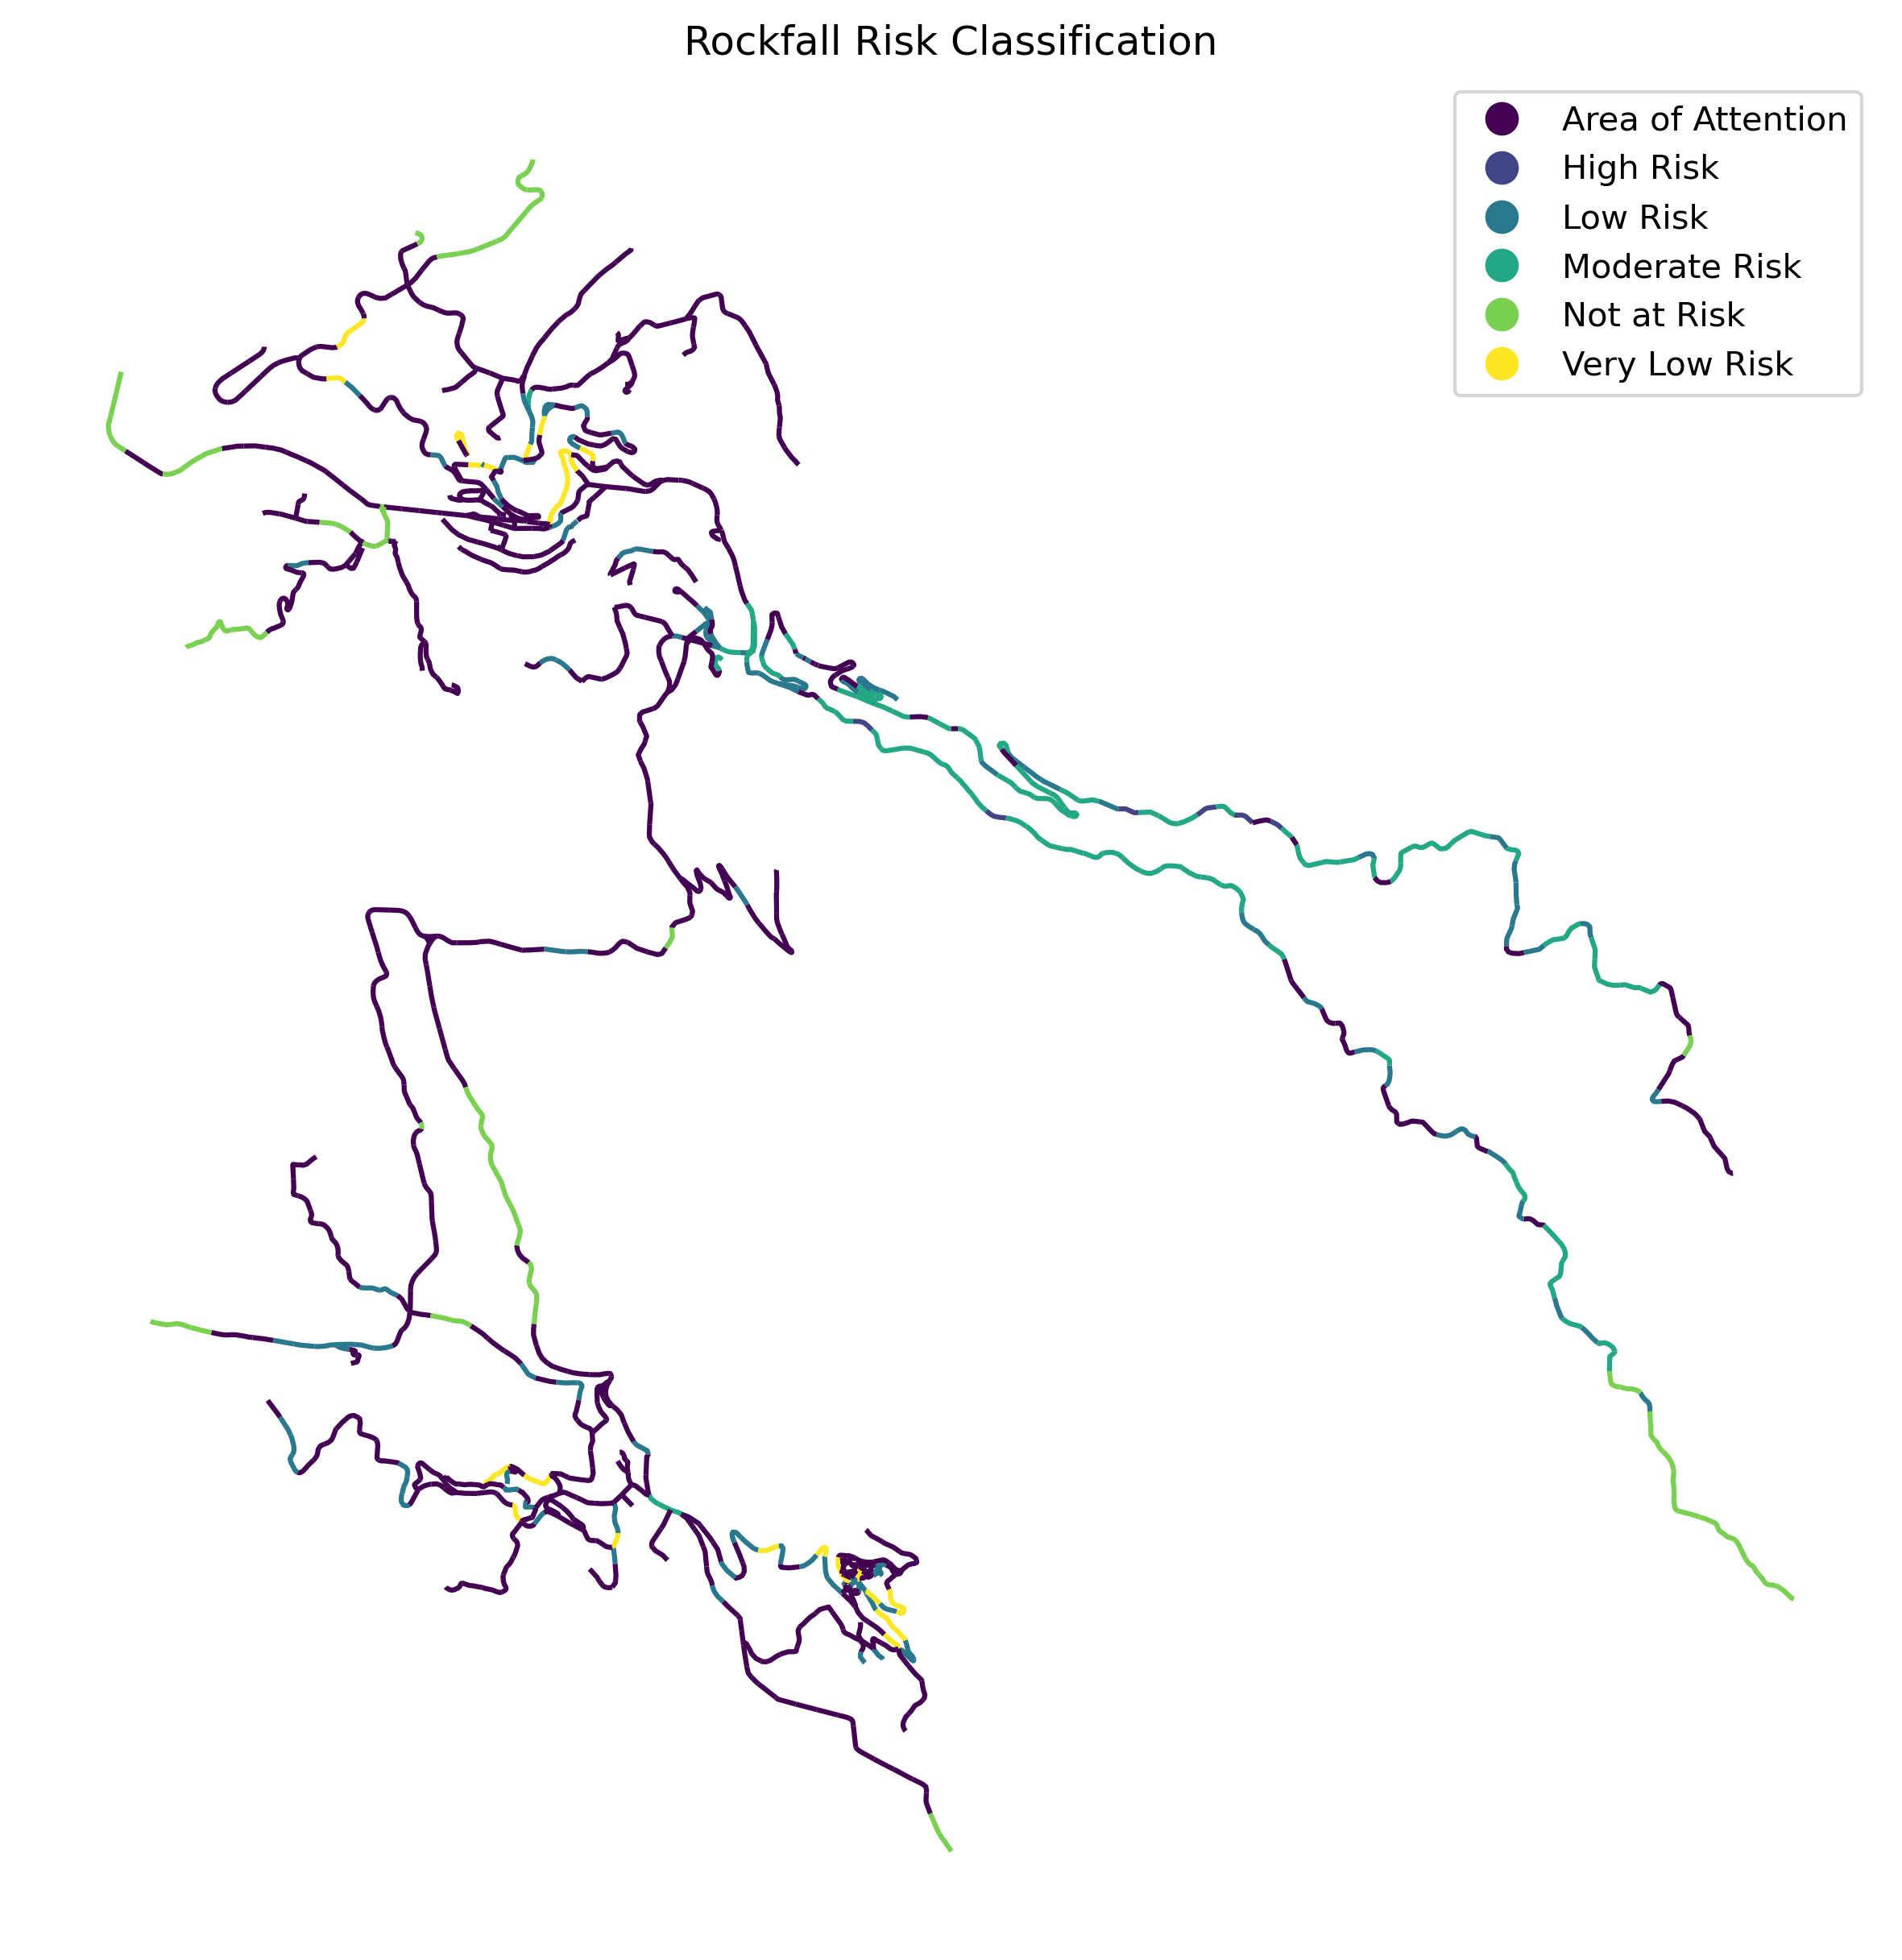 Rockfall Risk Classification
Area of Attention
High Risk
Low Risk
Moderate Risk
Not at Risk
Very Low Risk